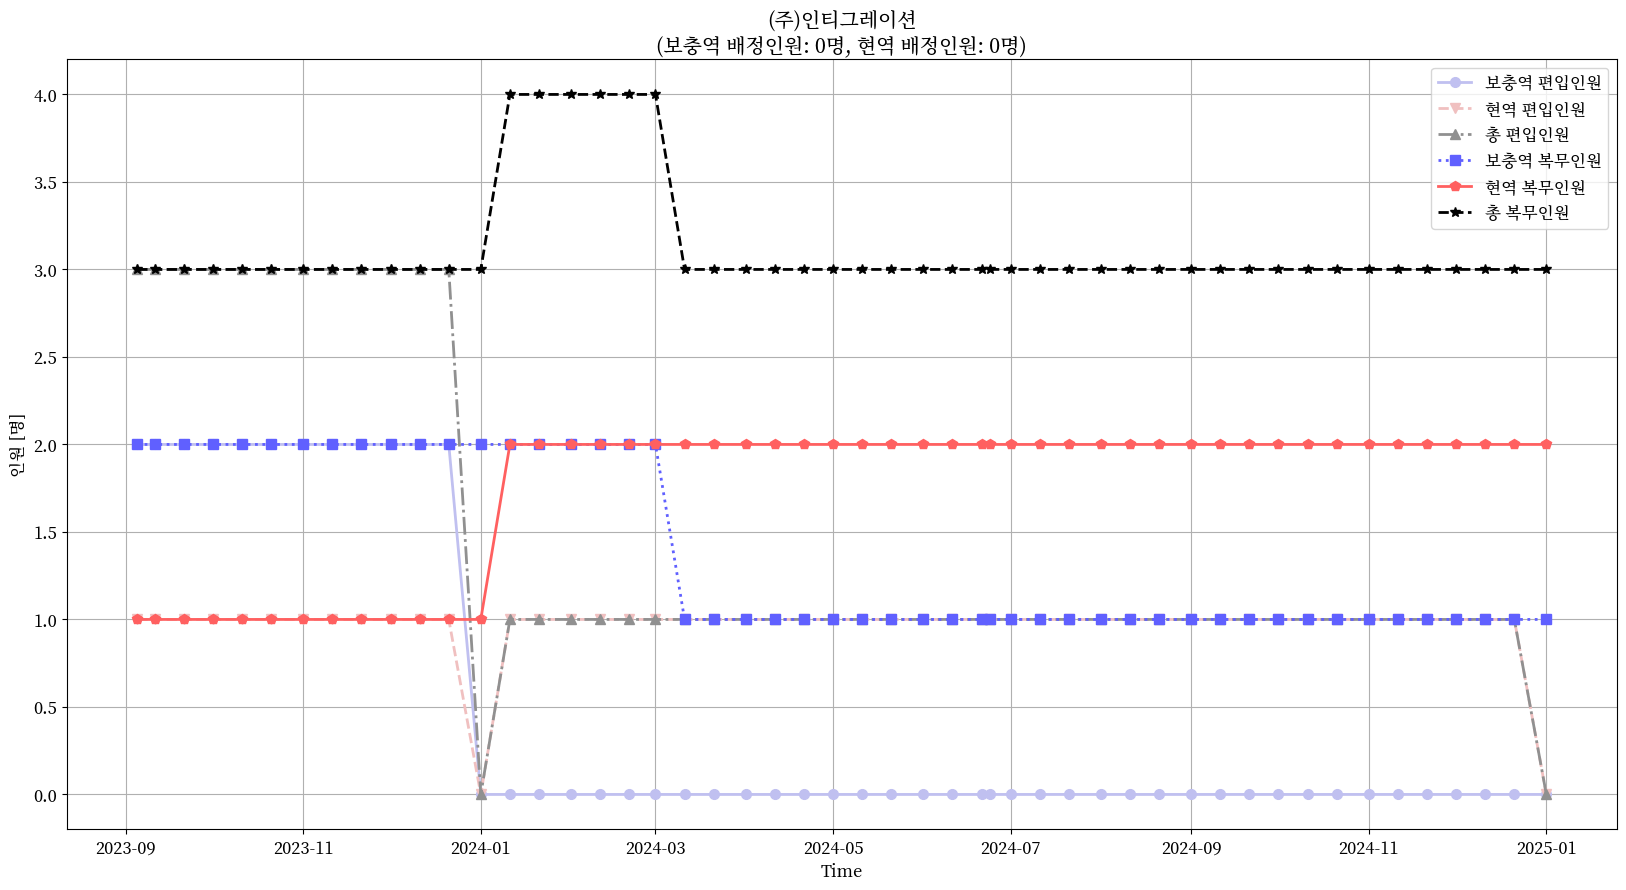 (주)인티그레이션
(보충역 배정인원: 0명, 현역 배정인원: 0명)
보충역 편입인원
현역 편입인원
총 편입인원
보충역 복무인원
현역 복무인원
총 복무인원
인원 [명]
4.0
3.5
3.0
2.5
2.0
1.5
1.0
0.5
0.0
2023-09 2023-11 2024-01 2024-03 2024-05 2024-07 2024-09 2024-11 2025-01
Time